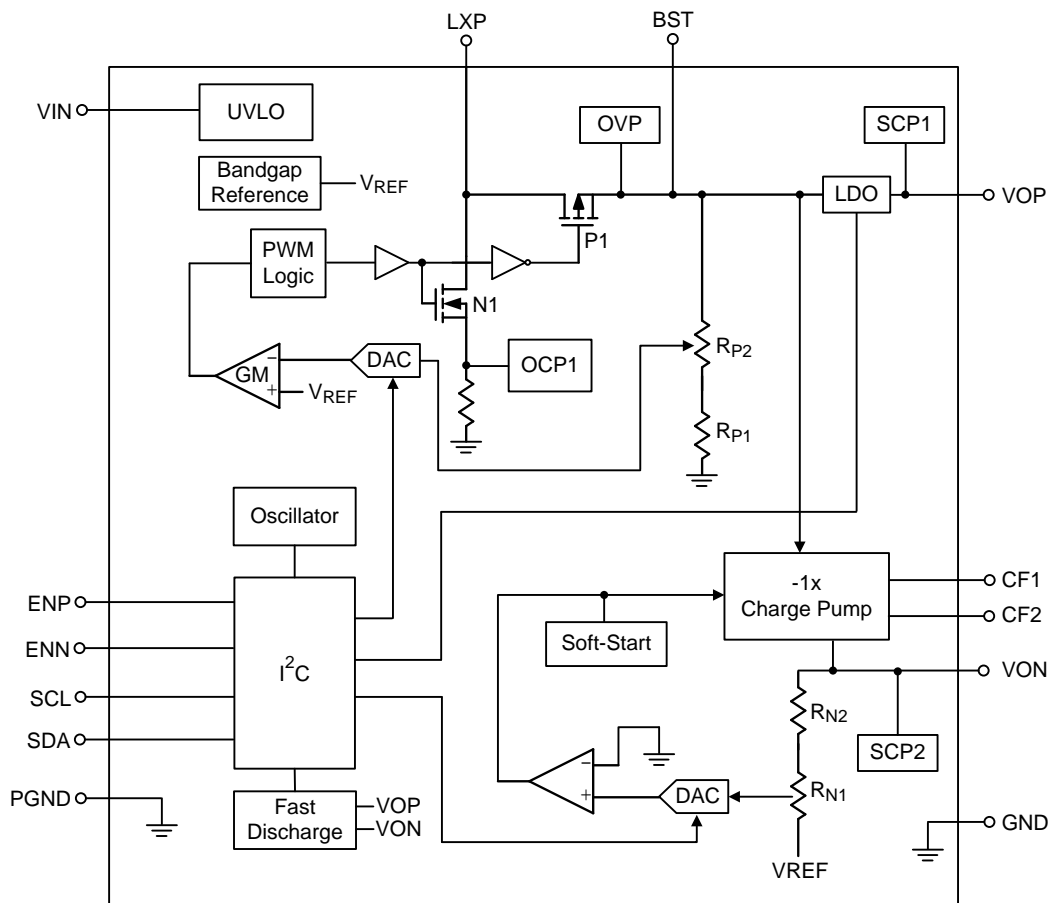 LXP
BST
VIN
UVLO
OVP
SCP1
Bandgap
Reference
VREF
LDO
VOP
P1
PWM
Logic
N1
DAC
OCP1
RP2
GM
−
+
VREF
RP1
Oscillator
ENP
ENN
SCL
SDA
I2C
-1x
Charge Pump
CF1
CF2
Soft-Start
VON
RN2
SCP2
−
+
DAC
RN1
PGND
Fast
Discharge
VOP
VON
GND
VREF